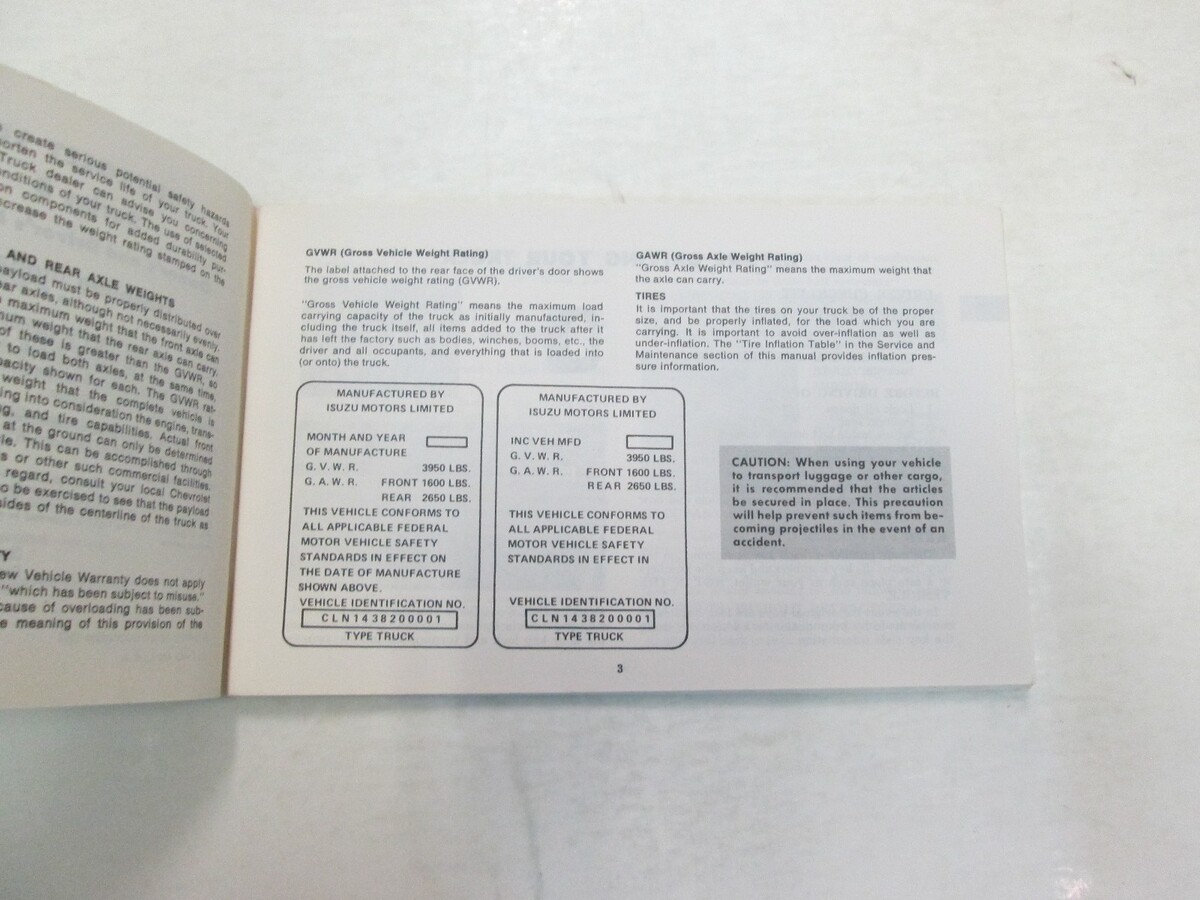 create serious potential safety hazards
orten the service life of your truck. Your
Truck dealer can advise you concerning
nditions of your truck. The use of selected
on components for added durability pur-
crease the weight rating stamped on the
AND REAR AXLE WEIGHTS
payload must be properly distributed over
ar axles, although not necessarily evenly.
maximum weight that the front axle can
num weight that the rear axle can carry.
of these is greater than the GVWR, so
to load both axles, at the same time,
pacity shown for each. The GVWR rat-
weight that the complete vehicle is
ing into consideration the engine, trans-
g, and tire capabilities. Actual front
at the ground can only be determined
le. This can be accomplished through
s or other such commercial facilities.
regard, consult your local Chevrolet
o be exercised to see that the payload
sides of the centerline of the truck as
Y
ew Vehicle Warranty does not apply
"which has been subject to misuse."
cause of overloading has been sub-
e meaning of this provision of the
GVWR (Gross Vehicle Weight Rating)
The label attached to the rear face of the driver's door shows
the gross vehicle weight rating (GVWR).
"Gross Vehicle Weight Rating" means the maximum load
carrying capacity of the truck as initially manufactured, in-
cluding the truck itself, all items added to the truck after it
has left the factory such as bodies, winches, booms, etc., the
driver and all occupants, and everything that is loaded into
(or onto) the truck.
MANUFACTURED BY
ISUZU MOTORS LIMITED
MONTH AND YEAR
OF MANUFACTURE
G. V. W. R. 3950 LBS.
G. A. W. R. FRONT 1600 LBS.
REAR 2650 LBS.
THIS VEHICLE CONFORMS TO
ALL APPLICABLE FEDERAL
MOTOR VEHICLE SAFETY
STANDARDS IN EFFECT ON
THE DATE OF MANUFACTURE
SHOWN ABOVE.
VEHICLE IDENTIFICATION NO.
CLN1438200001
TYPE TRUCK
MANUFACTURED BY
ISUZU MOTORS LIMITED
INC VEH MFD
G. V. W. R. 3950 LBS.
G. A. W. R. FRONT 1600 LBS.
REAR 2650 LBS.
THIS VEHICLE CONFORMS TO
ALL APPLICABLE FEDERAL
MOTOR VEHICLE SAFETY
STANDARDS IN EFFECT IN
VEHICLE IDENTIFICATION NO.
CLN1438200001
TYPE TRUCK
GAWR (Gross Axle Weight Rating)
"Gross Axle Weight Rating" means the maximum weight that
the axle can carry.
TIRES
It is important that the tires on your truck be of the proper
size, and be properly inflated, for the load which you are
carrying. It is important to avoid over-inflation as well as
under-inflation. The "Tire Inflation Table" in the Service and
Maintenance section of this manual provides inflation pres-
sure information.
CAUTION: When using your vehicle
to transport luggage or other cargo,
it is recommended that the articles
be secured in place. This precaution
will help prevent such items from be-
coming projectiles in the event of an
accident.
3